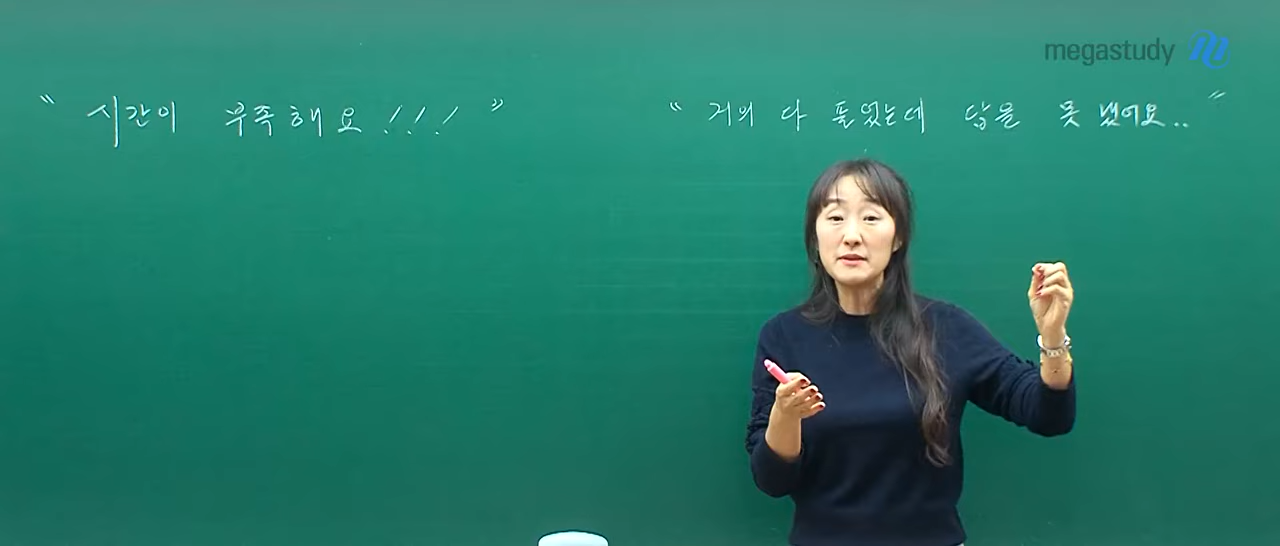 megastudy
“ 시간이 부족해요!!! ”
“ 거의 다 풀었는데 답을 못 냈어요.. ”